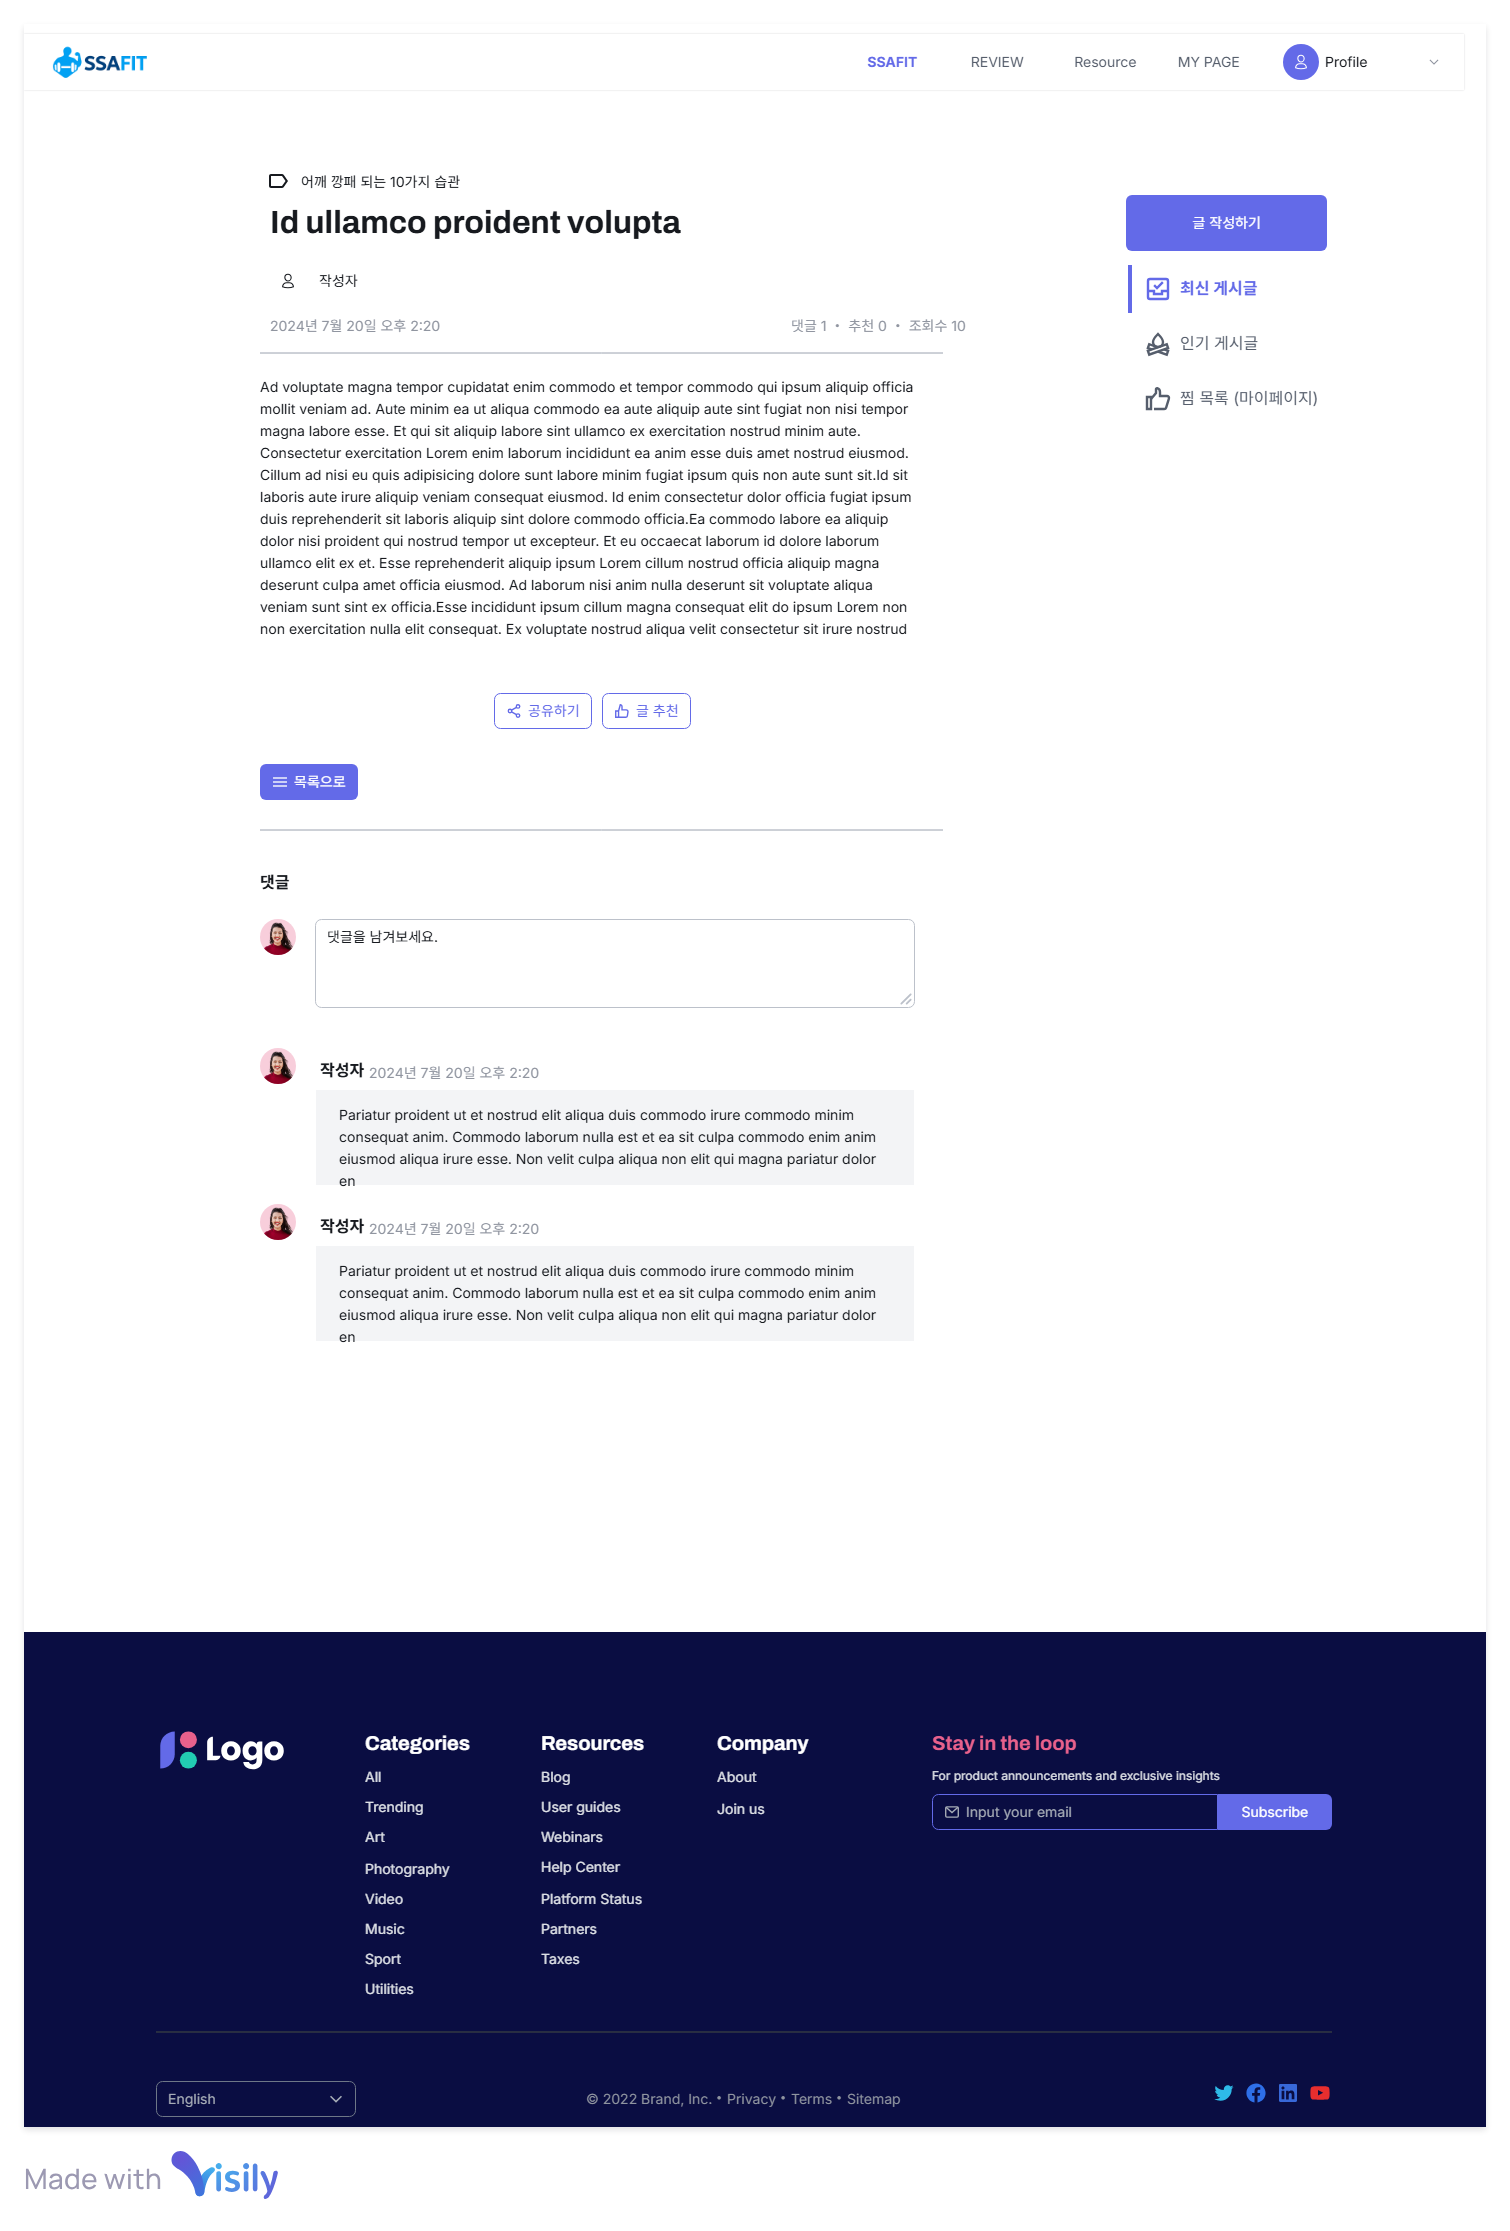 SSAFIT
SSAFIT
REVIEW
Resource
MY PAGE
Profile
어깨 깡패 되는 10가지 습관
Id ullamco proident volupta
작성자
2024년 7월 20일 오후 2:20
댓글 1 • 추천 0 • 조회수 10
글 작성하기
최신 게시글
인기 게시글
찜 목록 (마이페이지)
Ad voluptate magna tempor cupidatat enim commodo et tempor commodo qui ipsum aliquip officia
mollit veniam ad. Aute minim ea ut aliqua commodo ea aute aliquip aute sint fugiat non nisi tempor
magna labore esse. Et qui sit aliquip labore sint ullamco ex exercitation nostrud minim aute.
Consectetur exercitation Lorem enim laborum incididunt ea anim esse duis amet nostrud eiusmod.
Cillum ad nisi eu quis adipisicing dolore sunt labore minim fugiat ipsum quis non aute sunt sit.Id sit
laboris aute irure aliquip veniam consequat eiusmod. Id enim consectetur dolor officia fugiat ipsum
duis reprehenderit sit laboris aliquip sint dolore commodo officia.Ea commodo labore ea aliquip
dolor nisi proident qui nostrud tempor ut excepteur. Et eu occaecat laborum id dolore laborum
ullamco elit ex et. Esse reprehenderit aliquip ipsum Lorem cillum nostrud officia aliquip magna
deserunt culpa amet officia eiusmod. Ad laborum nisi anim nulla deserunt sit voluptate aliqua
veniam sunt sint ex officia.Esse incididunt ipsum cillum magna consequat elit do ipsum Lorem non
non exercitation nulla elit consequat. Ex voluptate nostrud aliqua velit consectetur sit irure nostrud
공유하기
글 추천
목록으로
댓글
댓글을 남겨보세요.
작성자 2024년 7월 20일 오후 2:20
Pariatur proident ut et nostrud elit aliqua duis commodo irure commodo minim
consequat anim. Commodo laborum nulla est et ea sit culpa commodo enim anim
eiusmod aliqua irure esse. Non velit culpa aliqua non elit qui magna pariatur dolor
en
작성자 2024년 7월 20일 오후 2:20
Pariatur proident ut et nostrud elit aliqua duis commodo irure commodo minim
consequat anim. Commodo laborum nulla est et ea sit culpa commodo enim anim
eiusmod aliqua irure esse. Non velit culpa aliqua non elit qui magna pariatur dolor
en
Logo
Categories
All
Trending
Art
Photography
Video
Music
Sport
Utilities
Resources
Blog
User guides
Webinars
Help Center
Platform Status
Partners
Taxes
Company
About
Join us
Stay in the loop
For product announcements and exclusive insights
Input your email
Subscribe
English
© 2022 Brand, Inc. • Privacy • Terms • Sitemap
Made with Visily